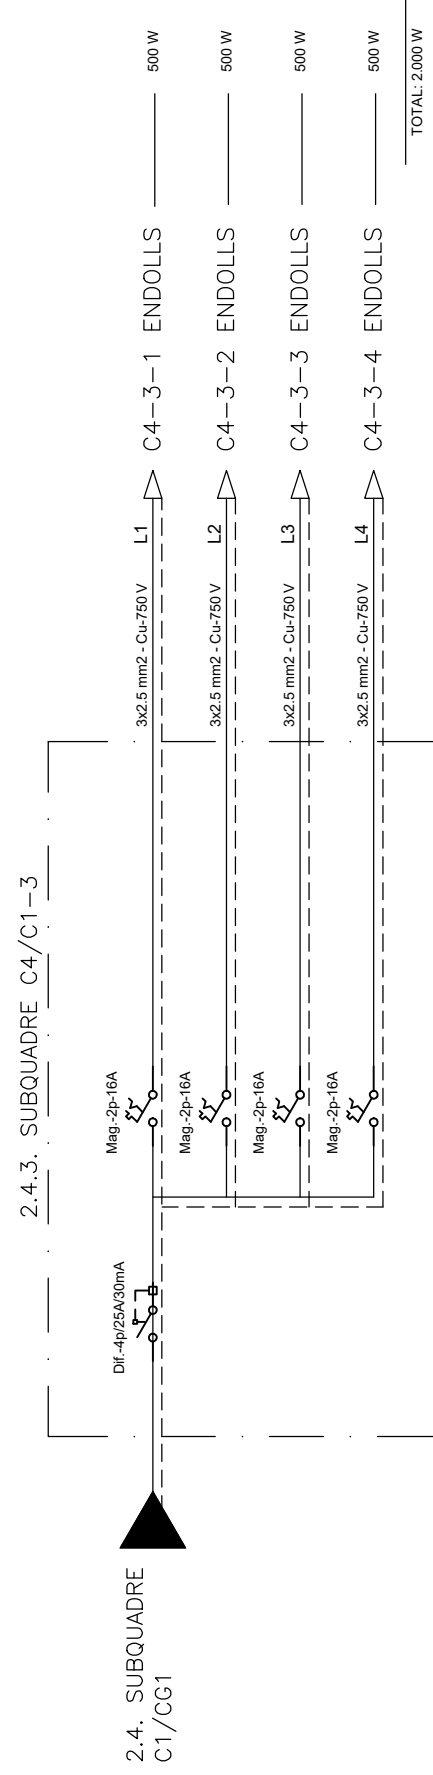 2.4.3. SUBQUADRE C4/C1-3
2.4. SUBQUADRE
C1/CG1
Dif.-4p/25A/30mA
Mag.-2p-16A
3x2.5 mm2 - Cu-750 V
L1
C4-3-1 ENDOLLS
500 W
Mag.-2p-16A
3x2.5 mm2 - Cu-750 V
L2
C4-3-2 ENDOLLS
500 W
Mag.-2p-16A
3x2.5 mm2 - Cu-750 V
L3
C4-3-3 ENDOLLS
500 W
Mag.-2p-16A
3x2.5 mm2 - Cu-750 V
L4
C4-3-4 ENDOLLS
500 W
TOTAL: 2.000 W